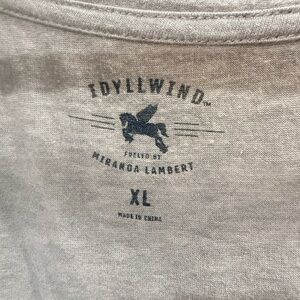 IDYLLWIND™
FUELED BY
MIRANDA LAMBERT
XL
MADE IN CHINA